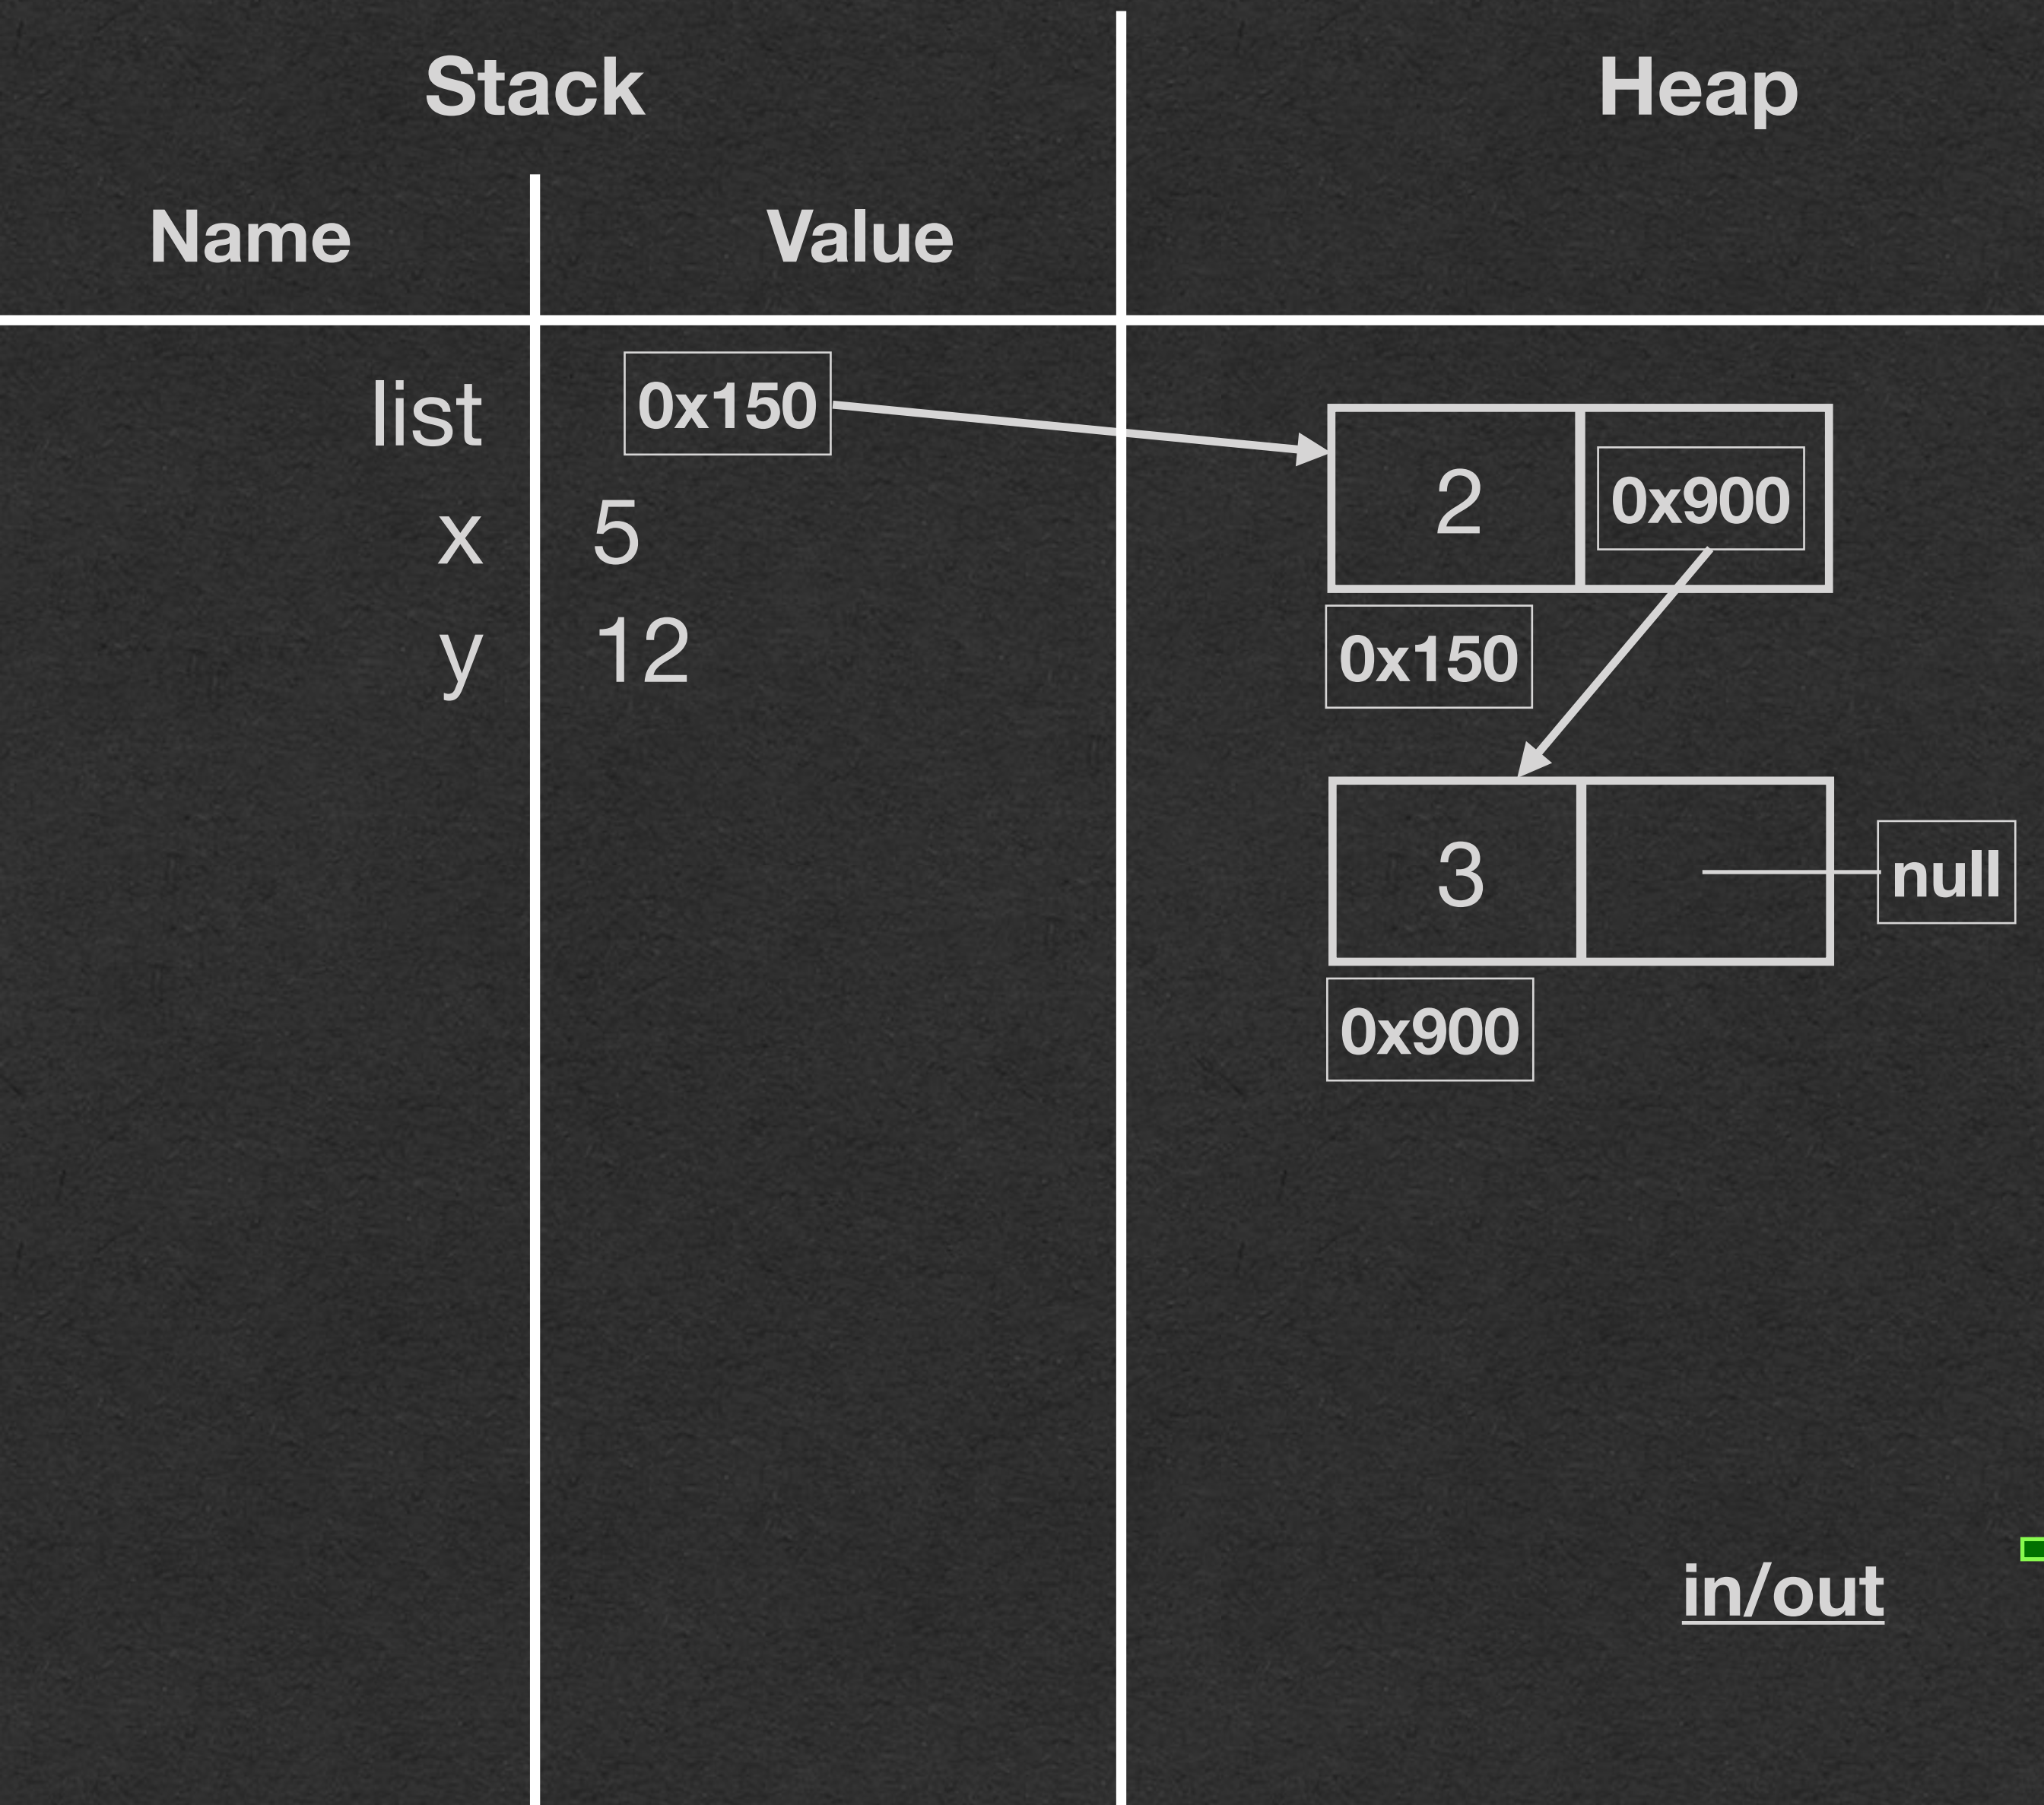 Stack
Heap
Name
Value
list
0x150
x
5
y
12
2
0x900
0x150
3
null
0x900
in/out